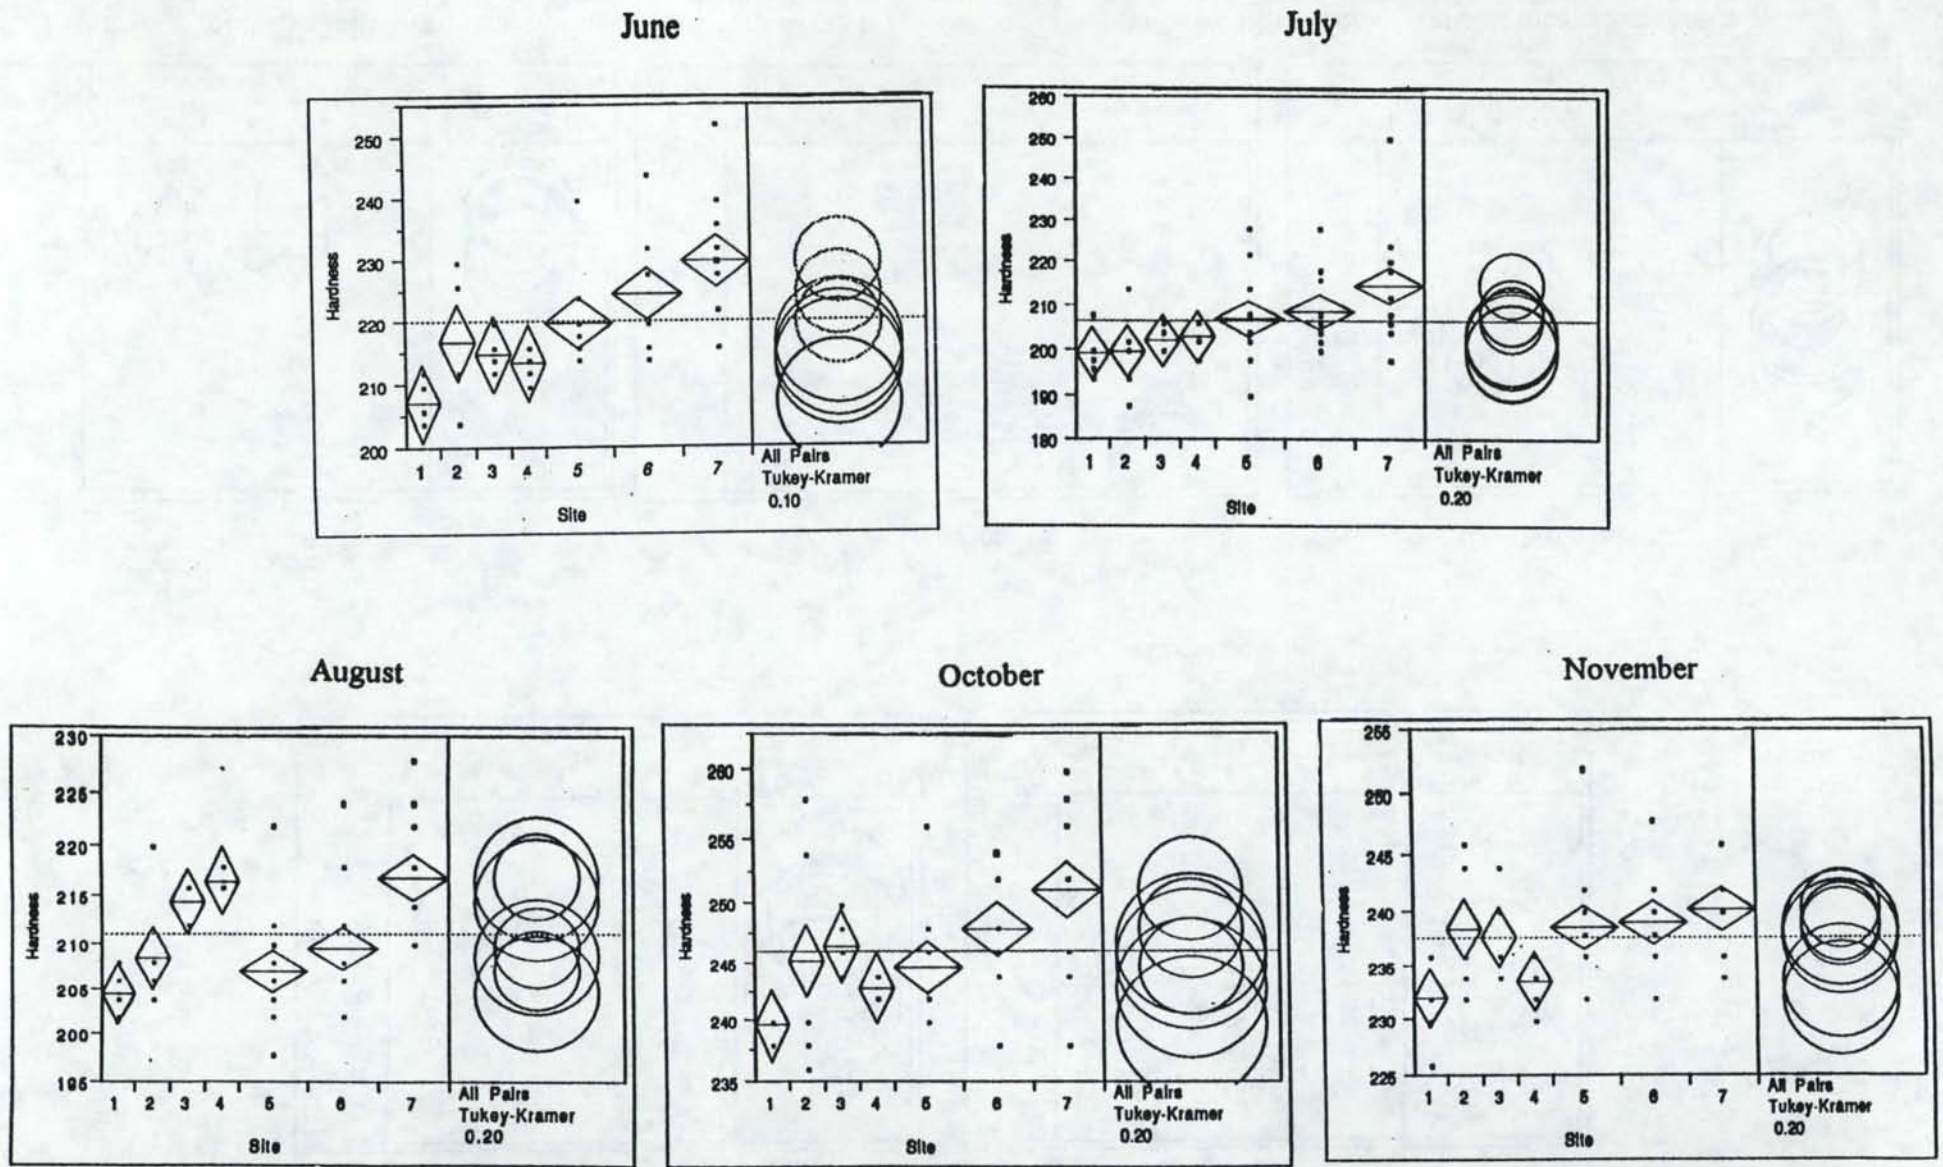 June
Hardness
250
240
230
220
210
200
1 2 3 4 5 6 7
Site
All Pairs
Tukey-Kramer
0.10
July
Hardness
260
250
240
230
220
210
200
190
180
1 2 3 4 5 6 7
Site
All Pairs
Tukey-Kramer
0.20
August
Hardness
230
225
220
215
210
205
200
195
1 2 3 4 5 6 7
Site
All Pairs
Tukey-Kramer
0.20
October
Hardness
260
255
250
245
240
235
1 2 3 4 5 6 7
Site
All Pairs
Tukey-Kramer
0.20
November
Hardness
255
250
245
240
235
230
225
1 2 3 4 5 6 7
Site
All Pairs
Tukey-Kramer
0.20